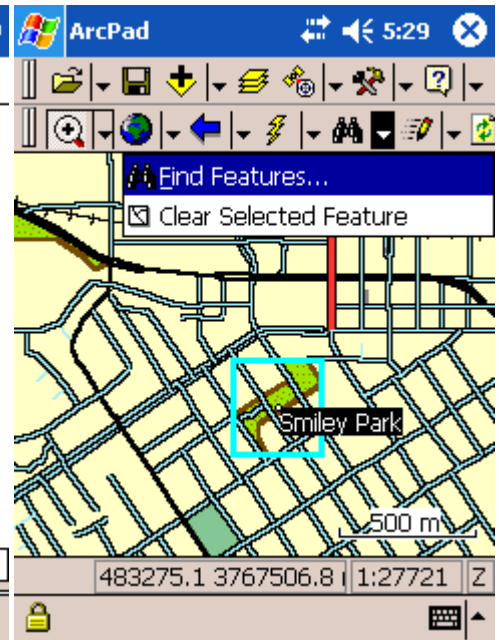 ArcPad 5:29
Find Features...
Clear Selected Feature
Smiley Park
500 m
483275.1 3767506.8 1:27721 Z